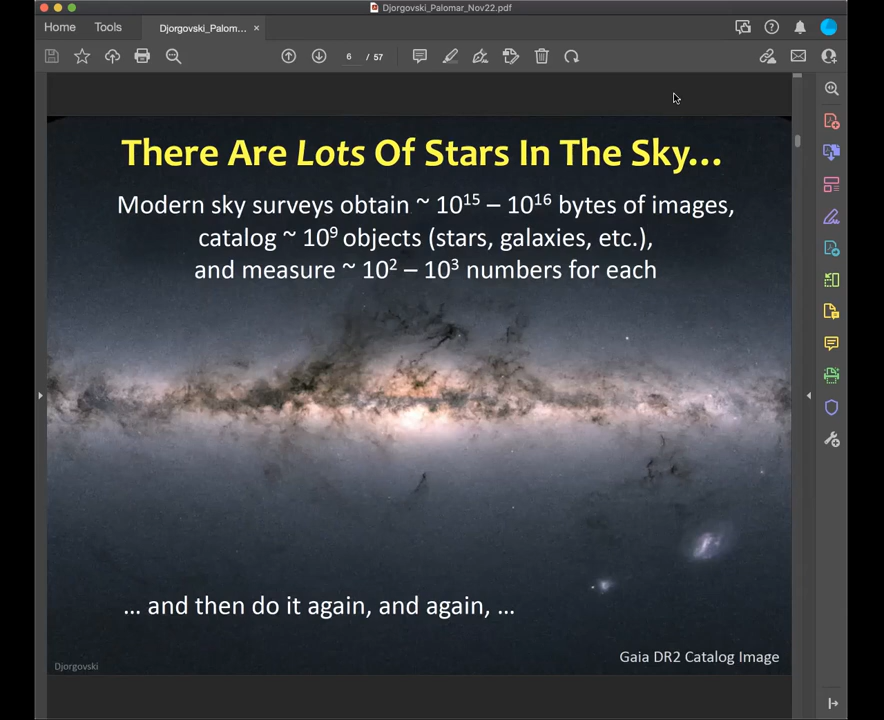 Djorgovski_Palomar_Nov22.pdf
Home Tools Djorgovski_Palom... ×
6 / 57
There Are Lots Of Stars In The Sky…
Modern sky surveys obtain ~ 10¹⁵ – 10¹⁶ bytes of images,
catalog ~ 10⁹ objects (stars, galaxies, etc.),
and measure ~ 10² – 10³ numbers for each
… and then do it again, and again, …
Gaia DR2 Catalog Image
Djorgovski